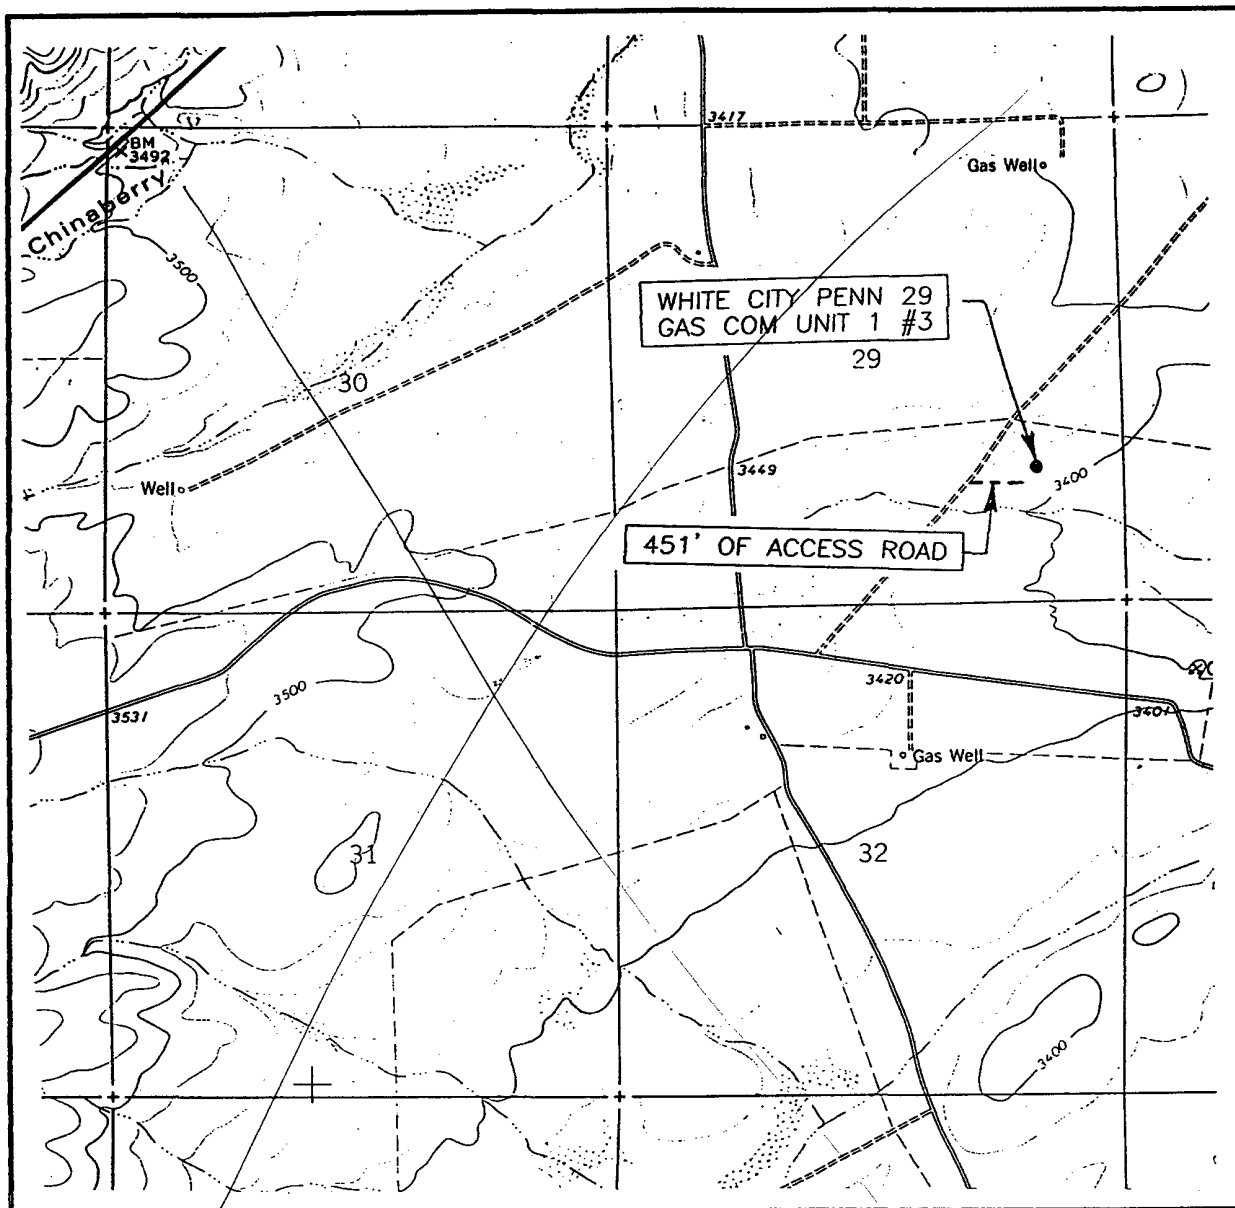 3417
BM
3492
Gas Well
Chinaberry
3500
WHITE CITY PENN 29
GAS COM UNIT 1 #3
29
30
3449
3400
Well
451' OF ACCESS ROAD
3420
3500
3531
3401
Gas Well
31
32
3400